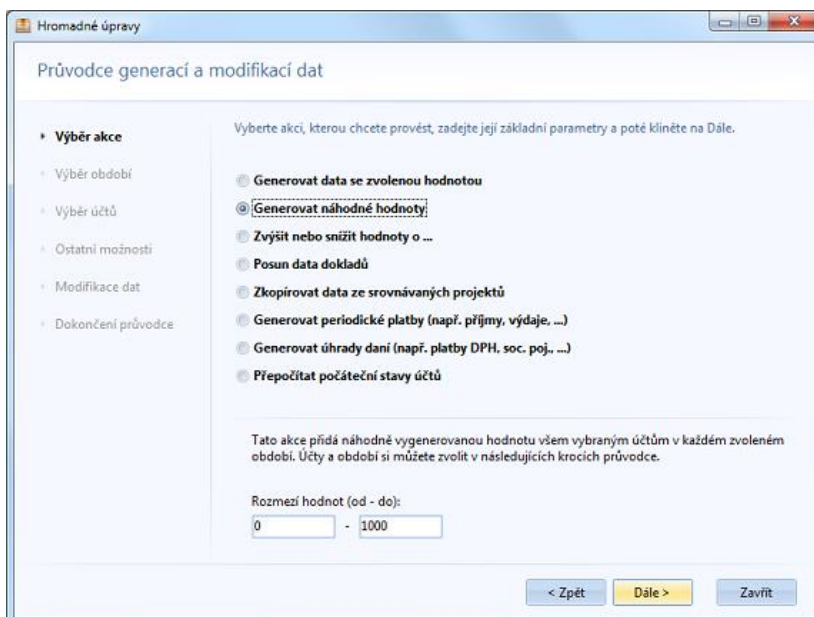 Hromadné úpravy
Průvodce generací a modifikací dat
Výběr akce
Výběr období
Výběr účtů
Ostatní možnosti
Modifikace dat
Dokončení průvodce
Vyberte akci, kterou chcete provést, zadejte její základní parametry a poté kliněte na Dále.
Generovat data se zvolenou hodnotou
Generovat náhodné hodnoty
Zvýšit nebo snížit hodnoty o ...
Posun data dokladů
Zkopírovat data ze srovnávaných projektů
Generovat periodické platby (např. příjmy, výdaje, ...)
Generovat úhrady daní (např. platby DPH, soc. poj., ...)
Přepočítat počáteční stavy účtů
Tato akce přidá náhodně vygenerovanou hodnotu všem vybraným účtům v každém zvoleném
období. Účty a období si můžete zvolit v následujících krocích průvodce.
Rozmezí hodnot (od - do):
0 - 1000
< Zpět Dále > Zavřít